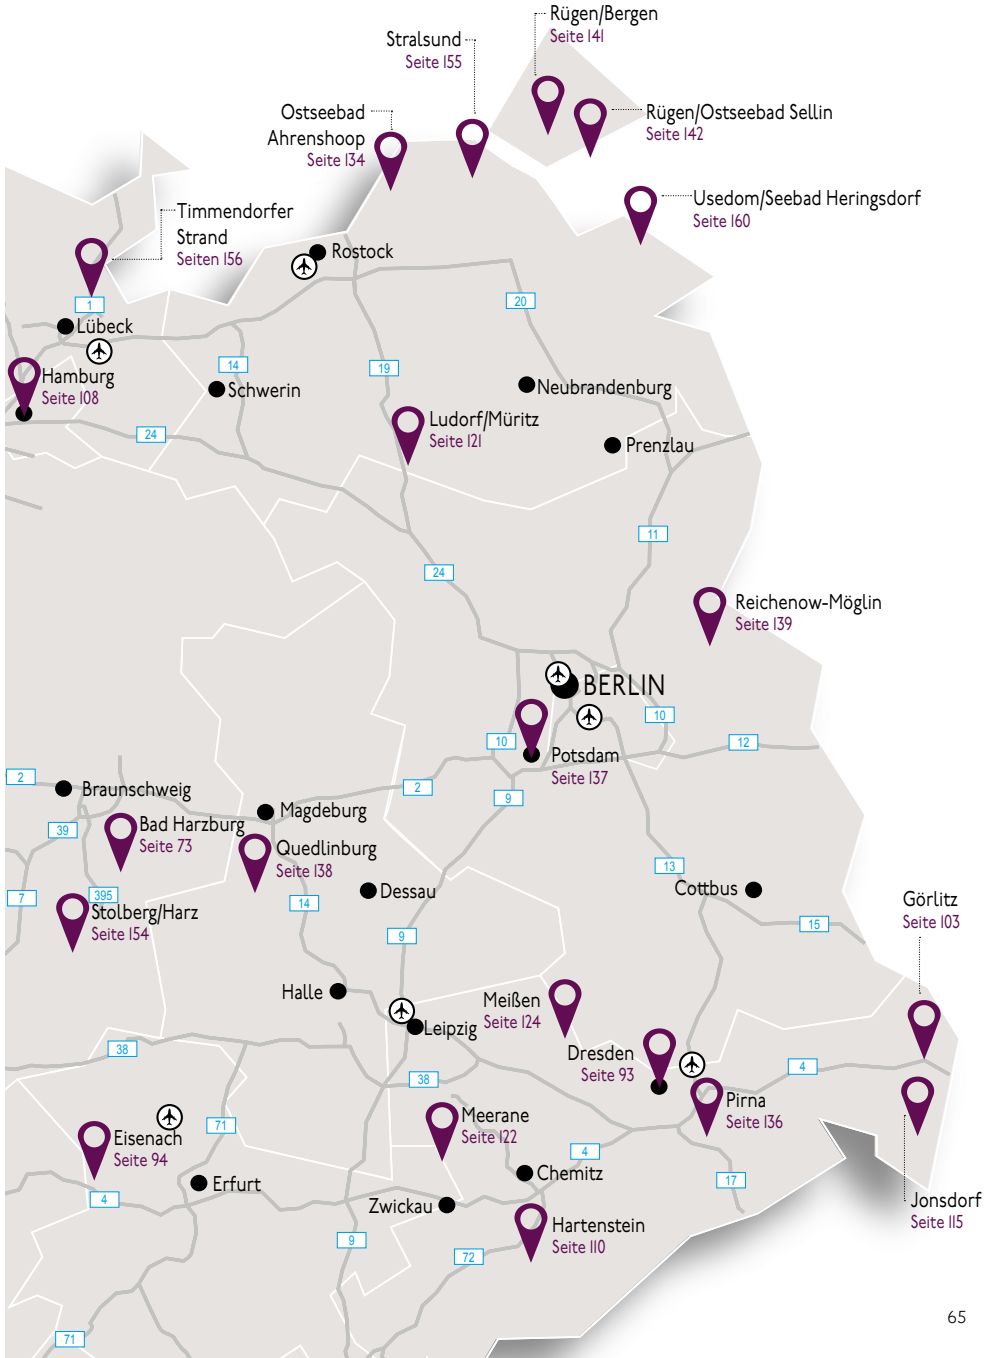 Rügen/Bergen
Seite 141
Stralsund
Seite 155
Ostseebad
Ahrenshoop
Seite 134
Rügen/Ostseebad Sellin
Seite 142
Usedom/Seebad Heringsdorf
Seite 160
Timmendorfer
Strand
Seiten 156
Rostock
20
1
Lübeck
14
19
Hamburg
Seite 108
Schwerin
Neubrandenburg
Ludorf/Müritz
Seite 121
24
Prenzlau
11
24
Reichenow-Möglin
Seite 139
BERLIN
10
10
12
Potsdam
Seite 137
2
2
9
Braunschweig
Magdeburg
39
Bad Harzburg
Seite 73
Quedlinburg
Seite 138
13
7
395
14
Dessau
Cottbus
Stolberg/Harz
Seite 154
15
Görlitz
Seite 103
9
Halle
Meißen
Seite 124
Leipzig
38
Dresden
Seite 93
4
38
Pirna
Seite 136
71
Meerane
Seite 122
Eisenach
Seite 94
4
Chemitz
17
Erfurt
4
Zwickau
Jonsdorf
Seite 115
Hartenstein
Seite 110
9
72
71
65